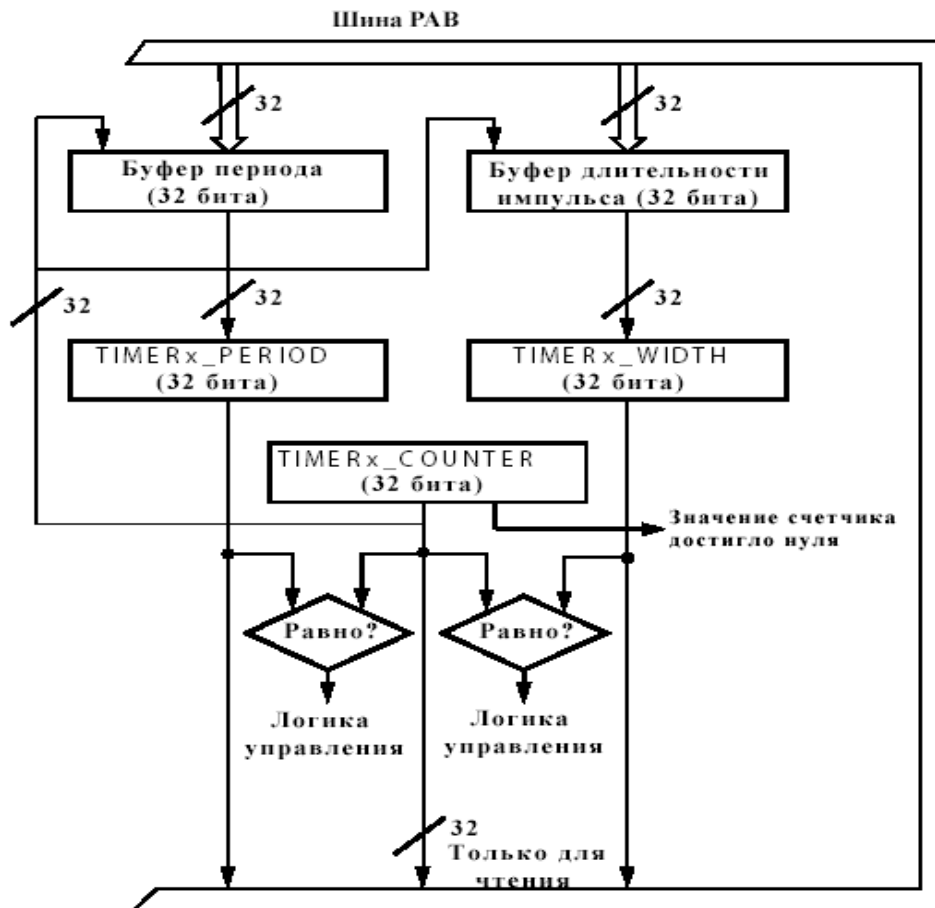 Шина РАВ
32
32
Буфер периода
(32 бита)
Буфер длительности
импульса (32 бита)
32
32
32
TIMERx_PERIOD
(32 бита)
TIMERx_WIDTH
(32 бита)
TIMERx_COUNTER
(32 бита)
Значение счетчика
достигло нуля
Равно?
Равно?
Логика
управления
Логика
управления
32
Только для
чтения